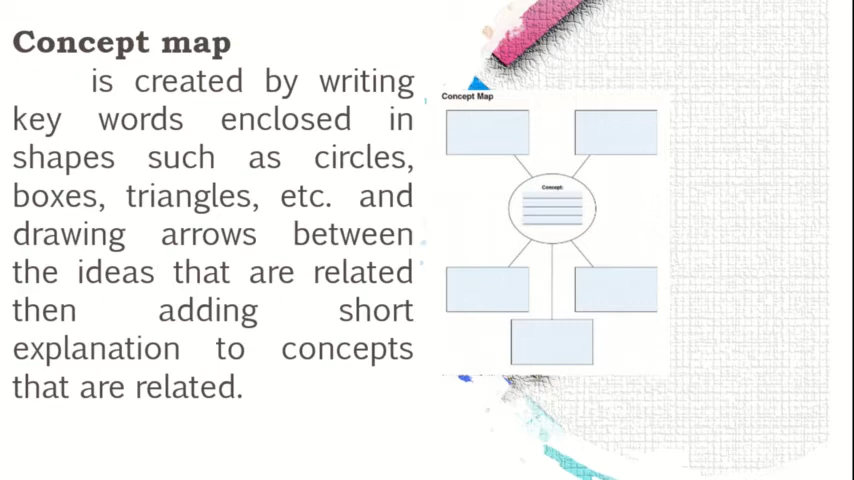 Concept map
is created by writing
key words enclosed in
shapes such as circles,
boxes, triangles, etc. and
drawing arrows between
the ideas that are related
then adding short
explanation to concepts
that are related.
Concept Map
Concept: